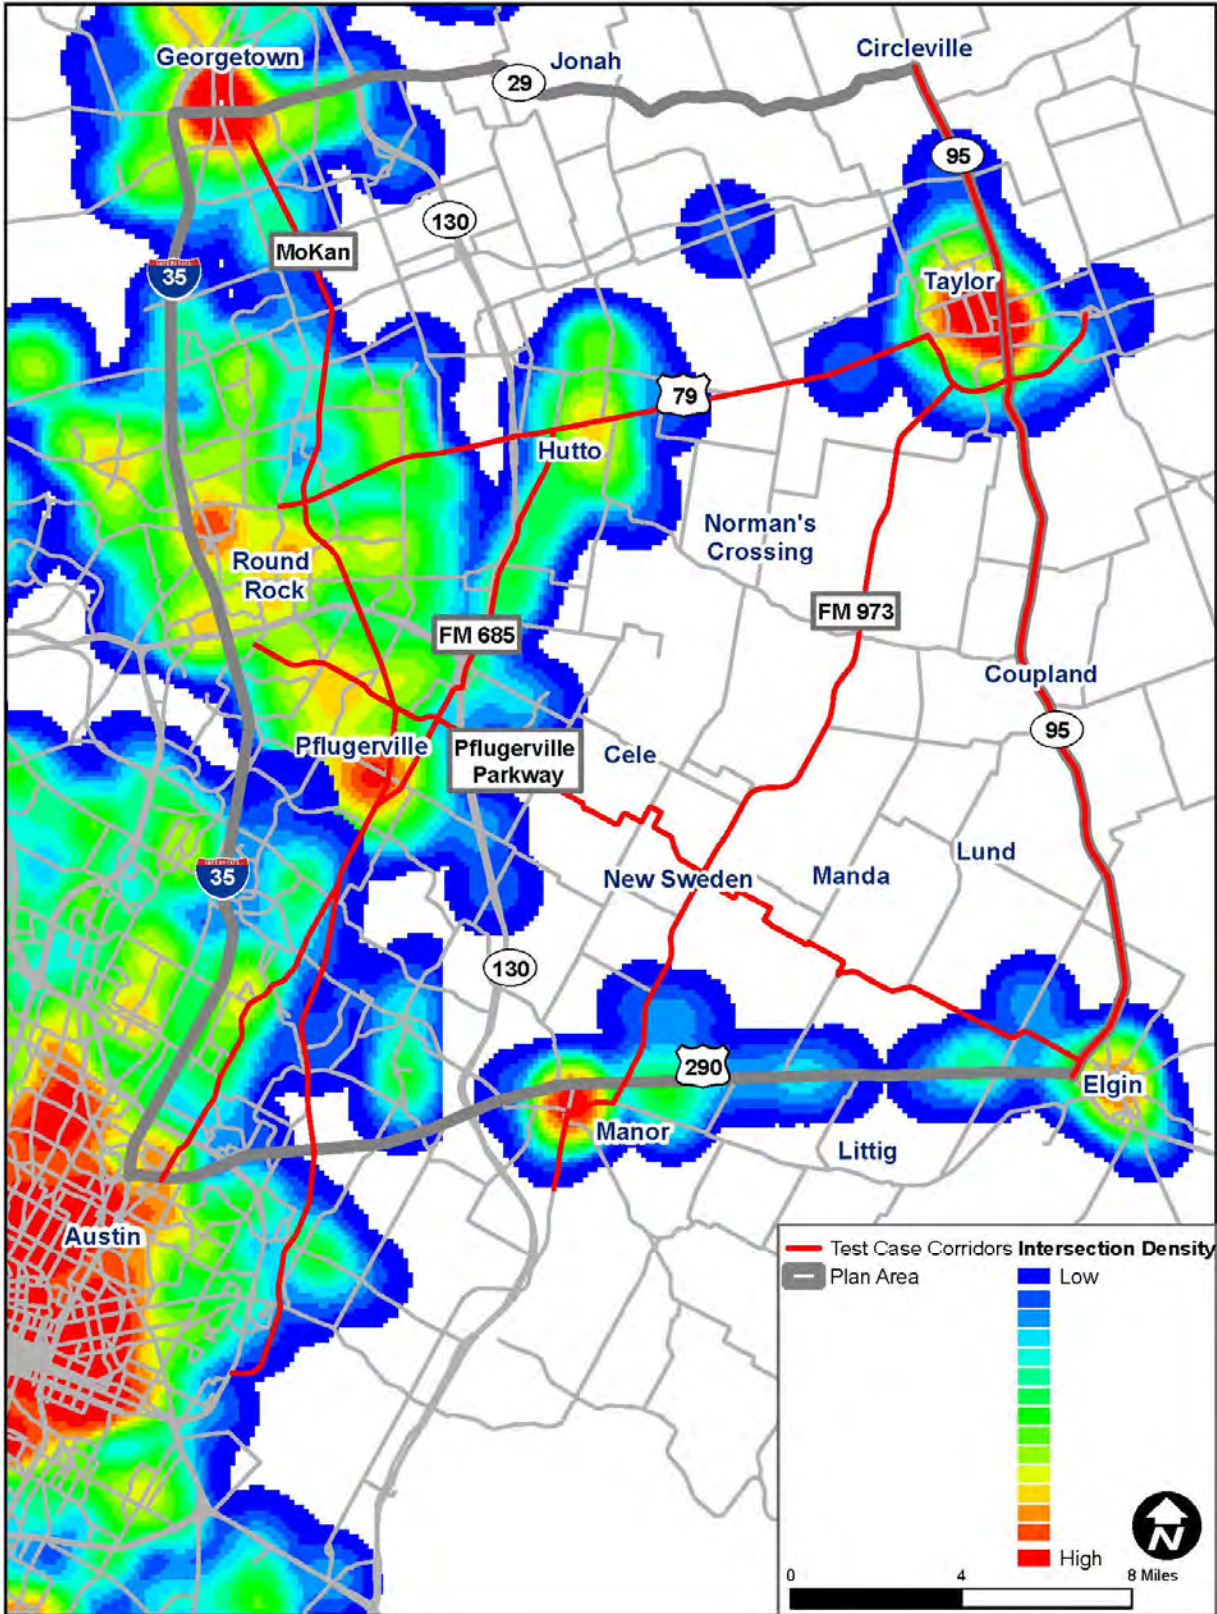 Georgetown
Jonah
Circleville
29
95
130
MoKan
35
Taylor
79
Hutto
Norman's
Crossing
Round
Rock
FM 685
FM 973
Coupland
95
Pflugerville
Pflugerville
Parkway
Cele
Lund
35
New Sweden
Manda
130
290
Elgin
Manor
Littig
Austin
Test Case Corridors
Plan Area
Intersection Density
Low
High
N
0 4 8 Miles